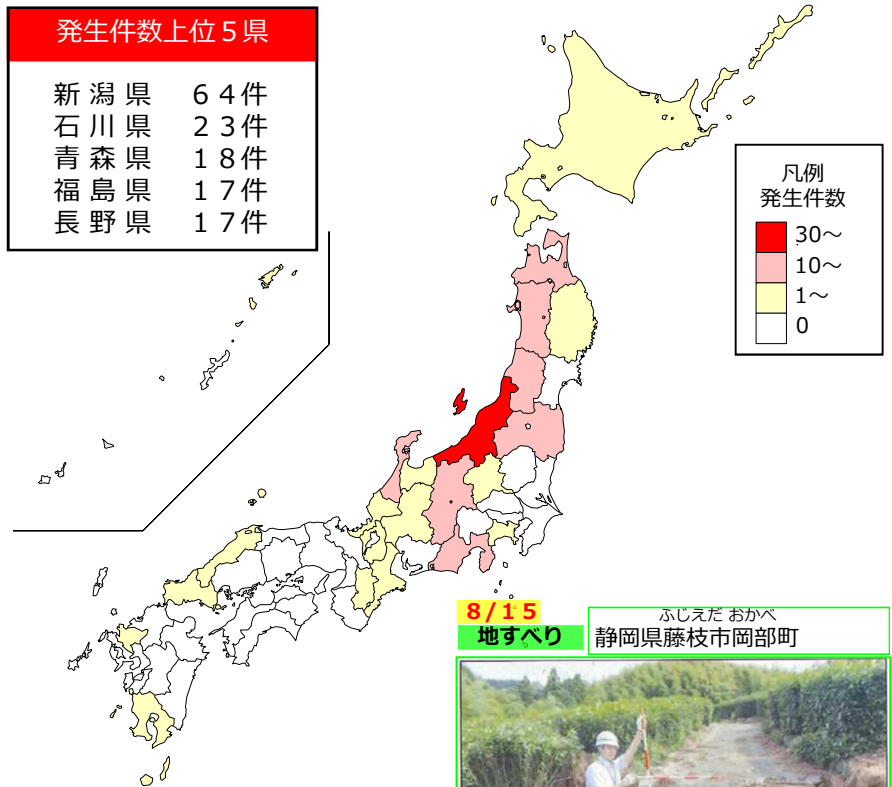 発生件数上位５県
新潟県 ６４件
石川県 ２３件
青森県 １８件
福島県 １７件
長野県 １７件
凡例
発生件数
30～
10～
1～
0
8/15
地すべり
ふじえだ おかべ
静岡県藤枝市岡部町